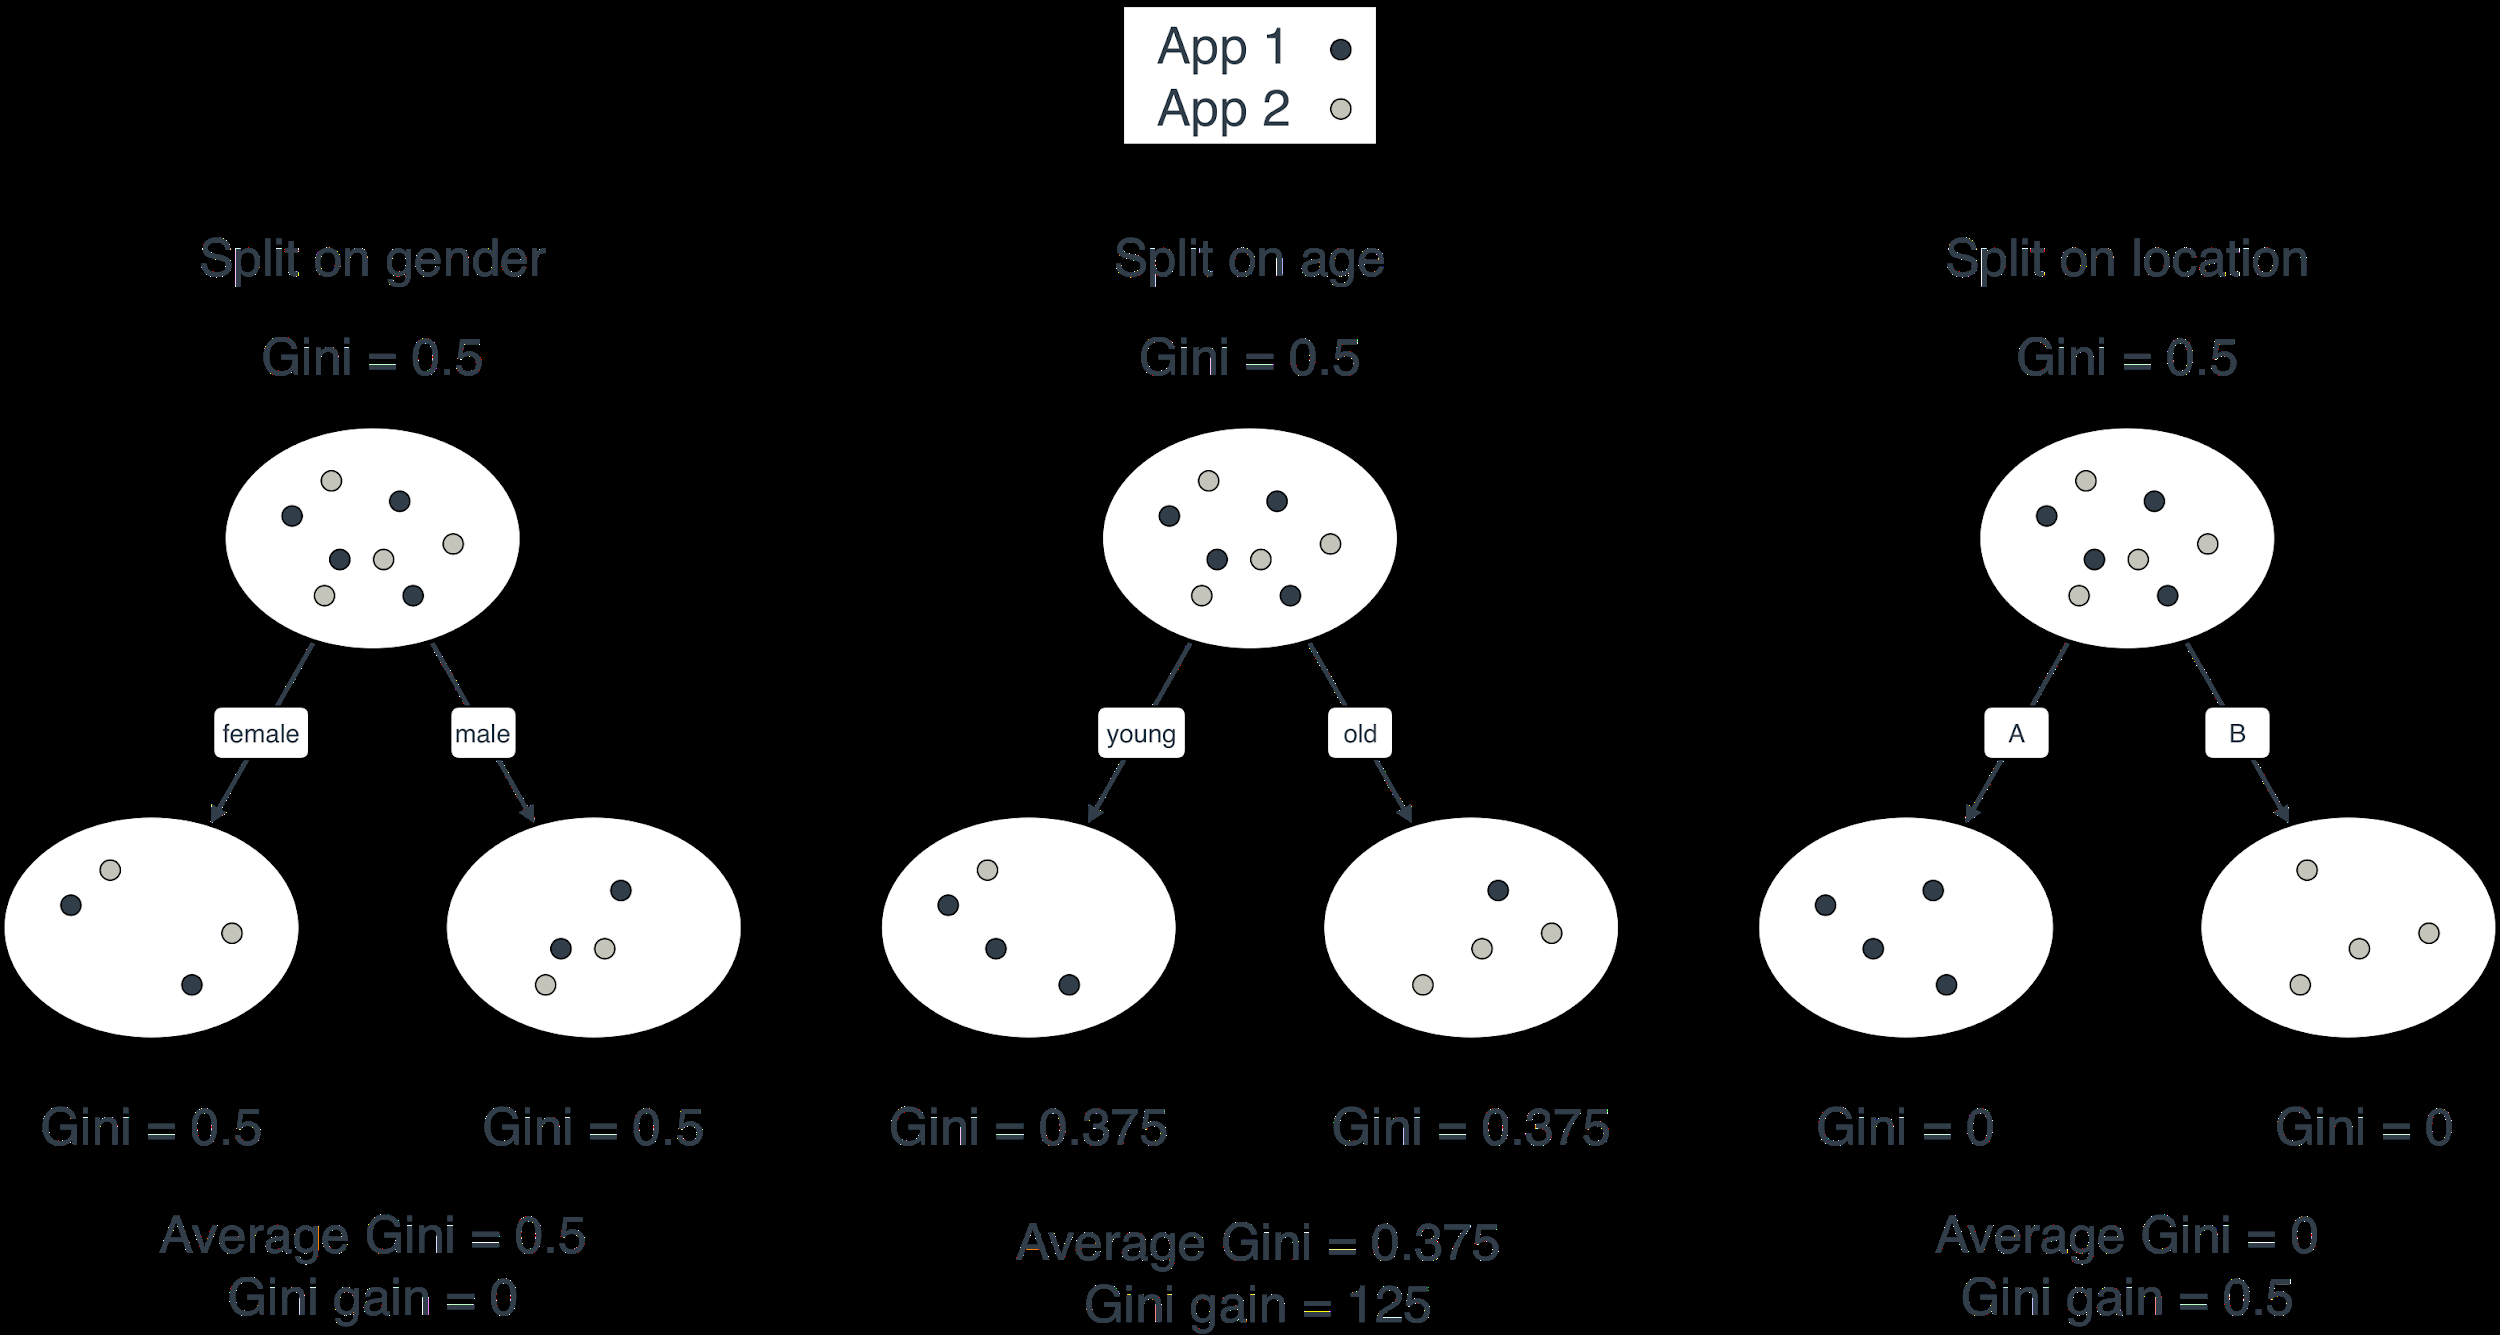 App 1
App 2
Split on gender
Gini = 0.5
female
male
Gini = 0.5
Gini = 0.5
Average Gini = 0.5
Gini gain = 0
Split on age
Gini = 0.5
young
old
Gini = 0.375
Gini = 0.375
Average Gini = 0.375
Gini gain = 125
Split on location
Gini = 0.5
A
B
Gini = 0
Gini = 0
Average Gini = 0
Gini gain = 0.5